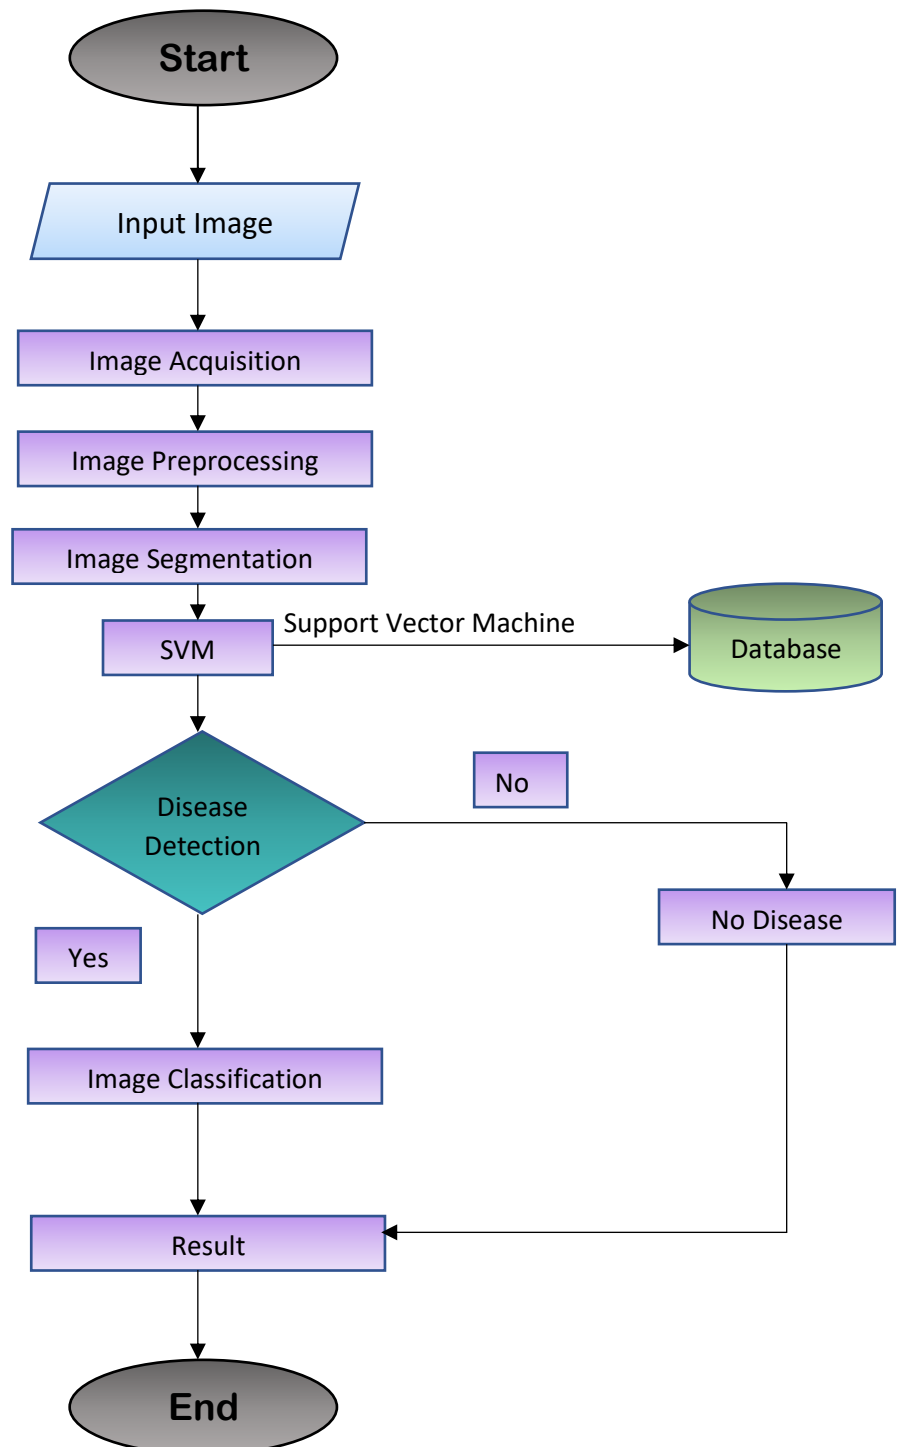 Start
Input Image
Image Acquisition
Image Preprocessing
Image Segmentation
SVM
Support Vector Machine
Database
Disease
Detection
No
No Disease
Yes
Image Classification
Result
End